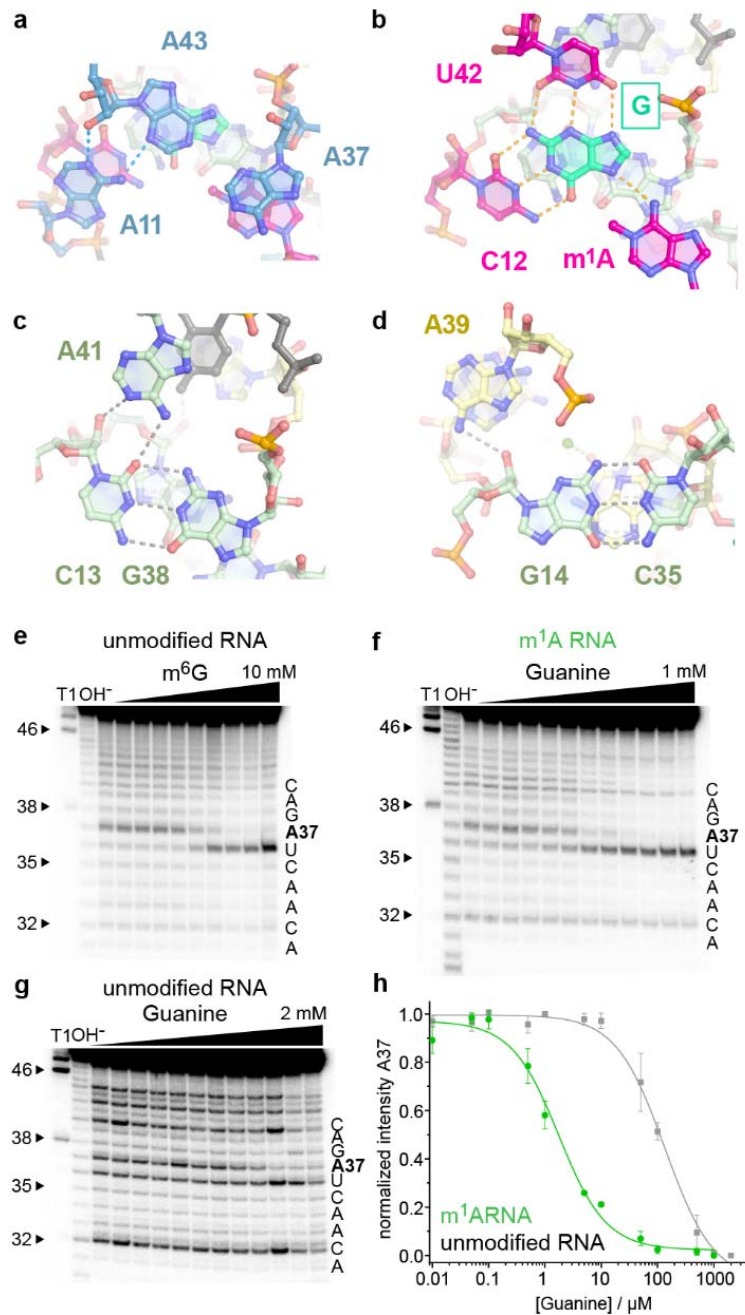 a
A43
A37
A11
b
U42
G
C12
m¹A
c
A41
C13 G38
d
A39
G14
C35
e
unmodified RNA
m⁶G
10 mM
T1 OH⁻
46
38
35
32
C
A
G
A37
U
C
A
A
C
A
f
m¹A RNA
Guanine
1 mM
T1 OH⁻
46
38
35
32
C
A
G
A37
U
C
A
A
C
A
g
unmodified RNA
Guanine
2 mM
T1OH⁻
46
38
35
32
C
A
G
A37
U
C
A
A
C
A
h
normalized intensity A37
1.0
0.8
0.6
0.4
0.2
0.0
m¹ARNA
unmodified RNA
0.01 0.1 1 10 100 1000
[Guanine] / µM